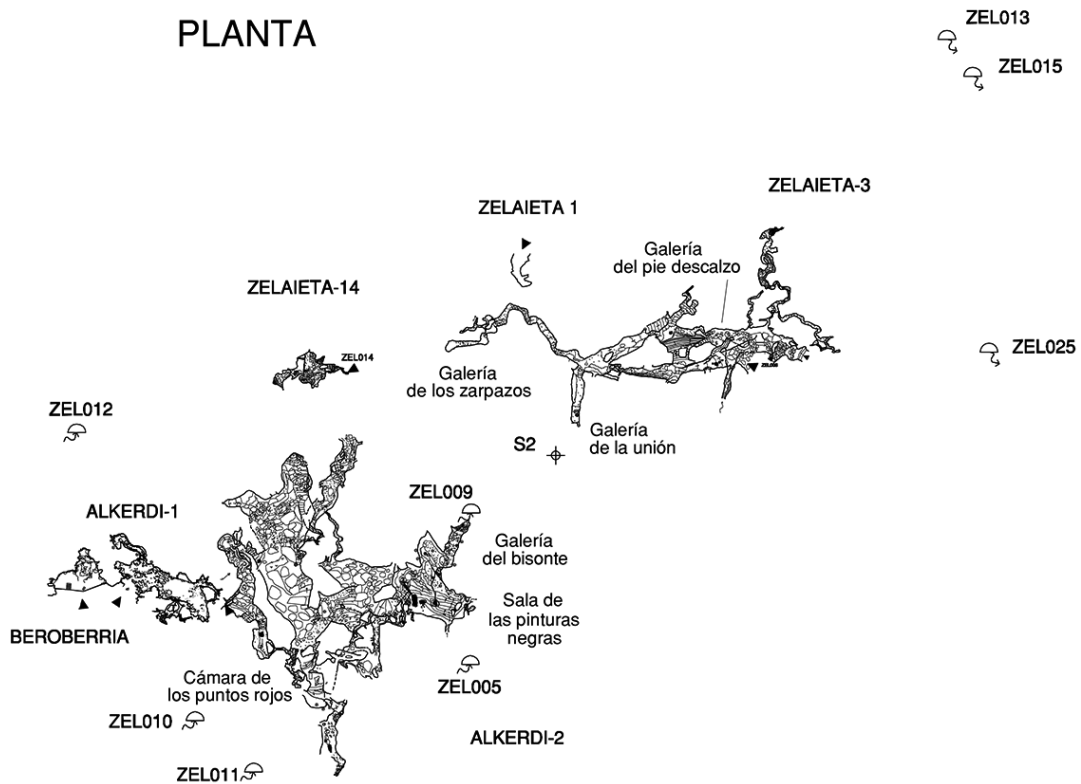 PLANTA
ZEL013
ZEL015
ZELAIETA-3
ZELAIETA 1
Galería
del pie descalzo
ZELAIETA-14
ZEL014
ZEL025
Galería
de los zarpazos
ZEL012
Galería
de la unión
S2
ZEL009
ALKERDI-1
Galería
del bisonte
Sala de
las pinturas
negras
BEROBERRIA
Cámara de
los puntos rojos
ZEL005
ZEL010
ALKERDI-2
ZEL011